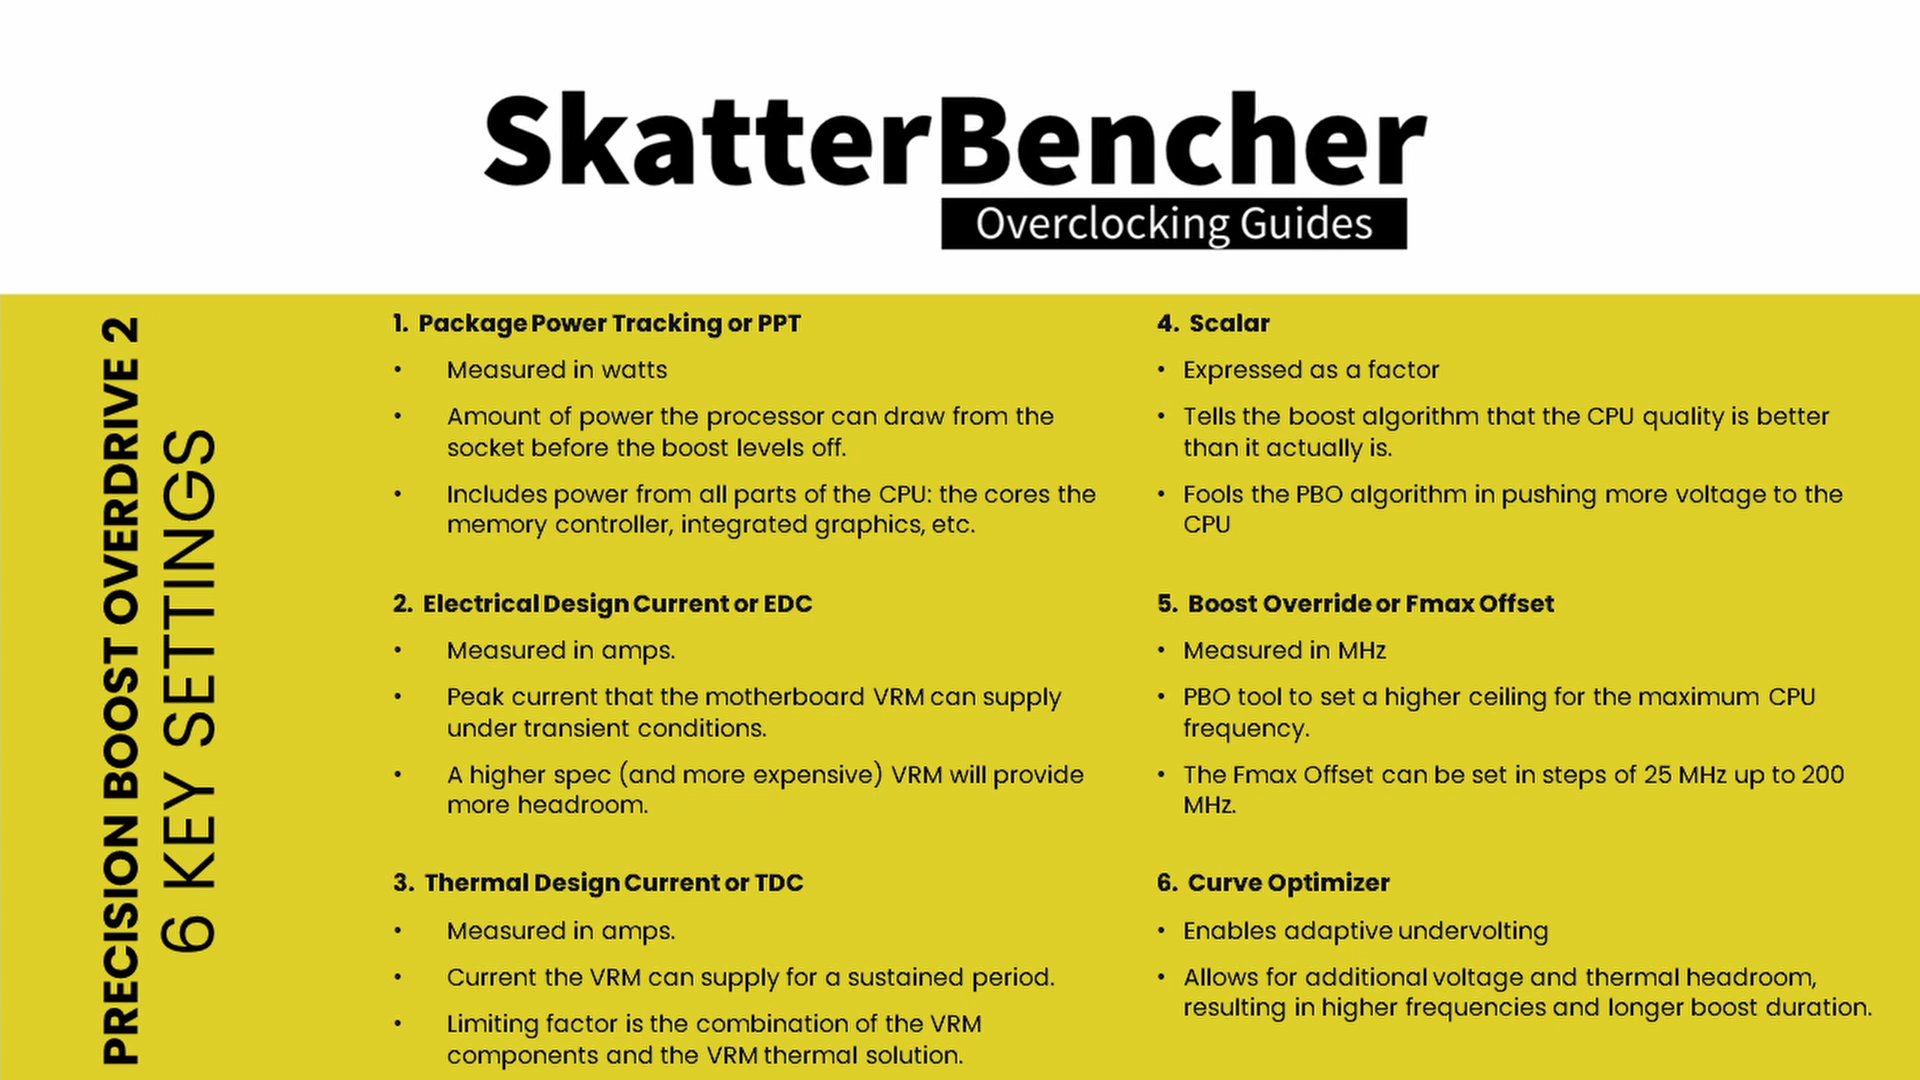 SkatterBencher
Overclocking Guides
PRECISION BOOST OVERDRIVE 2
6 KEY SETTINGS
1. Package Power Tracking or PPT
• Measured in watts
• Amount of power the processor can draw from the
socket before the boost levels off.
• Includes power from all parts of the CPU: the cores the
memory controller, integrated graphics, etc.
2. Electrical Design Current or EDC
• Measured in amps.
• Peak current that the motherboard VRM can supply
under transient conditions.
• A higher spec (and more expensive) VRM will provide
more headroom.
3. Thermal Design Current or TDC
• Measured in amps.
• Current the VRM can supply for a sustained period.
• Limiting factor is the combination of the VRM
components and the VRM thermal solution.
4. Scalar
• Expressed as a factor
• Tells the boost algorithm that the CPU quality is better
than it actually is.
• Fools the PBO algorithm in pushing more voltage to the
CPU
5. Boost Override or Fmax Offset
• Measured in MHz
• PBO tool to set a higher ceiling for the maximum CPU
frequency.
• The Fmax Offset can be set in steps of 25 MHz up to 200
MHz.
6. Curve Optimizer
• Enables adaptive undervolting
• Allows for additional voltage and thermal headroom,
resulting in higher frequencies and longer boost duration.